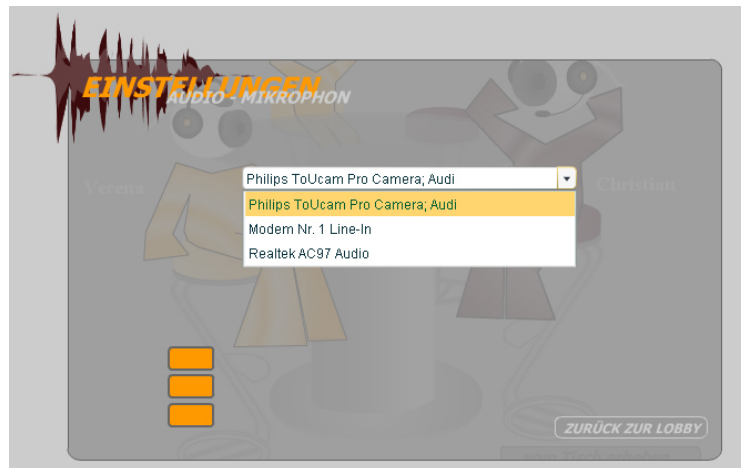 EINSTELLUNGEN
AUDIO - MIKROPHON
Verena
Christian
Philips ToUcam Pro Camera; Audi
Philips ToUcam Pro Camera; Audi
Modem Nr. 1 Line-In
Realtek AC97 Audio
ZURÜCK ZUR LOBBY